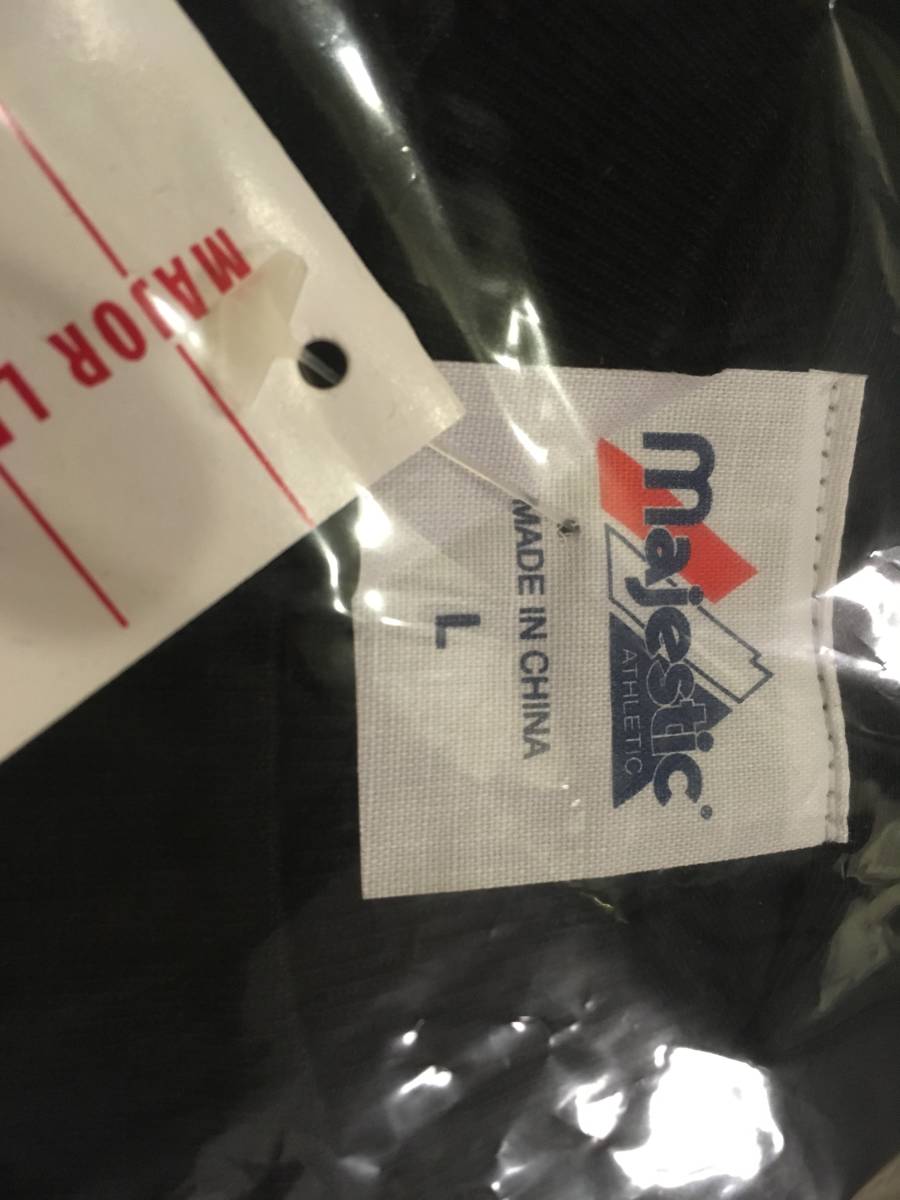 MAJOR L
majestic®
ATHLETIC
MADE IN CHINA
L